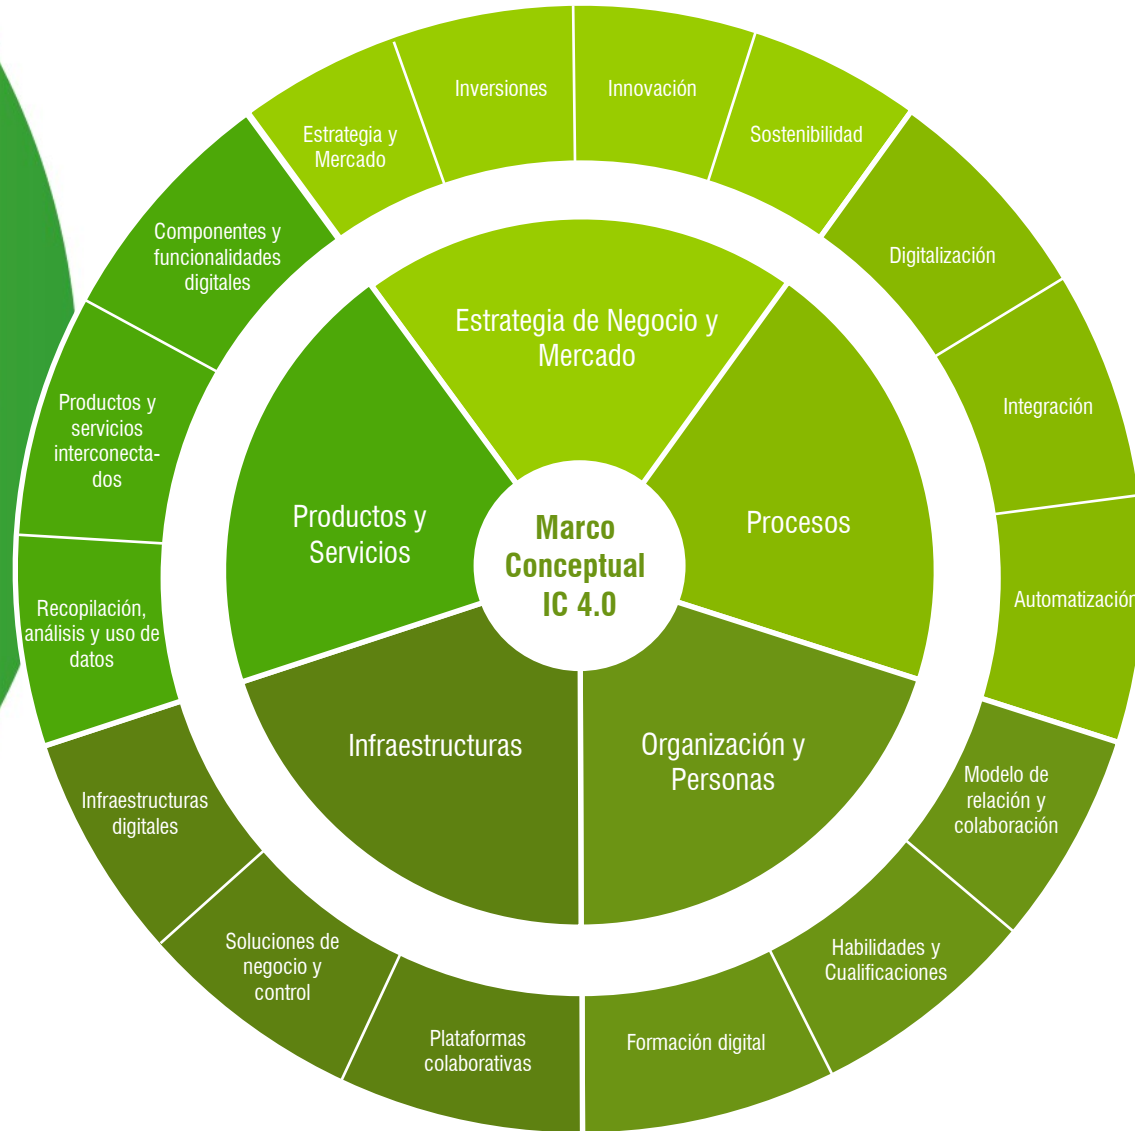 Inversiones
Innovación
Estrategia y
Mercado
Sostenibilidad
Componentes y
funcionalidades
digitales
Digitalización
Estrategia de Negocio y
Mercado
Productos y
servicios
interconecta-
dos
Integración
Productos y
Servicios
Procesos
Marco
Conceptual
IC 4.0
Recopilación,
análisis y uso de
datos
Automatización
Infraestructuras
Organización y
Personas
Infraestructuras
digitales
Modelo de
relación y
colaboración
Soluciones de
negocio y
control
Habilidades y
Cualificaciones
Plataformas
colaborativas
Formación digital